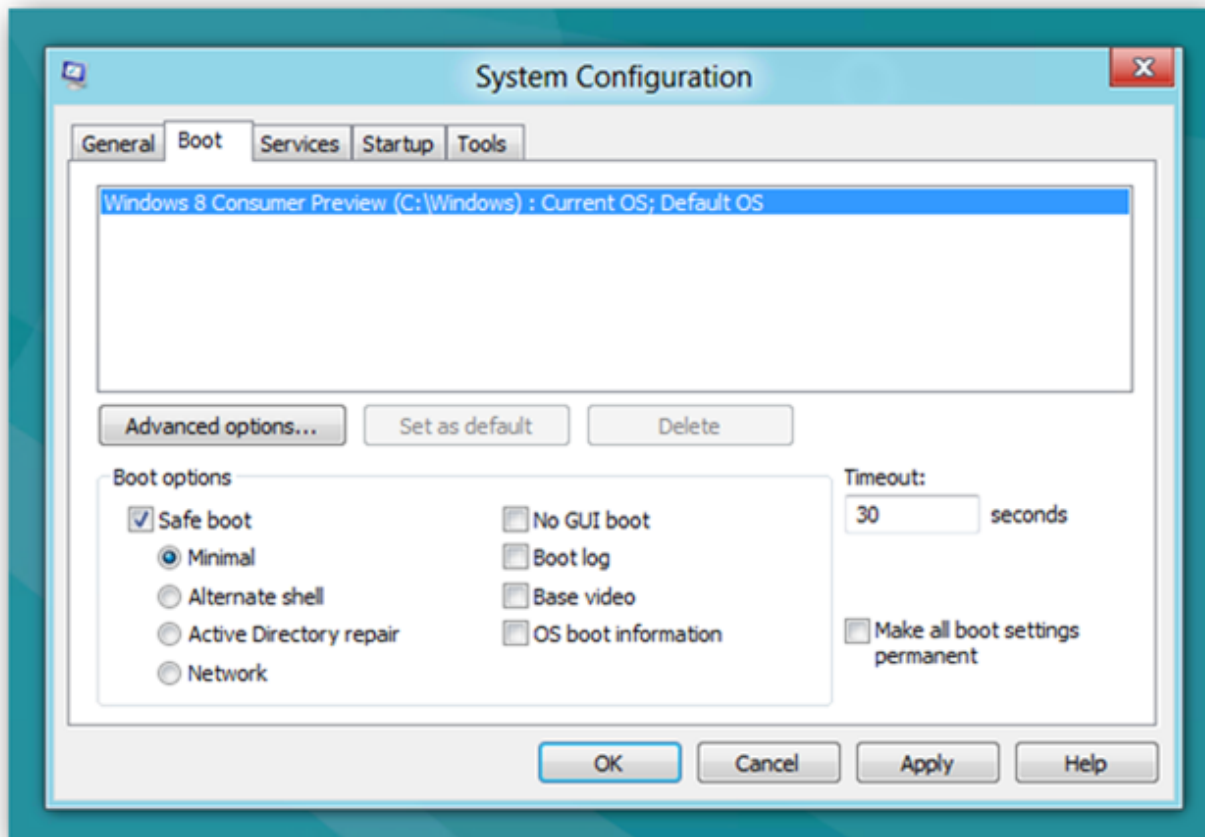 System Configuration
General Boot Services Startup Tools
Windows 8 Consumer Preview (C:\Windows) : Current OS; Default OS
Advanced options... Set as default Delete
Boot options
Timeout:
Safe boot No GUI boot 30 seconds
Minimal Boot log
Alternate shell Base video
Active Directory repair OS boot information Make all boot settings
permanent
Network
OK Cancel Apply Help